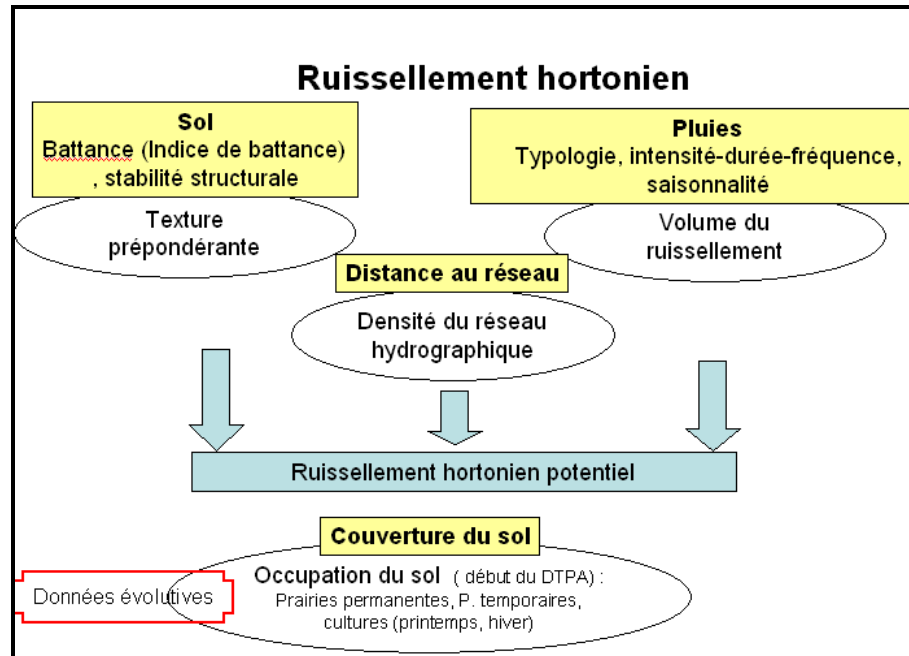 Ruissellement hortonien
Sol
Battance (Indice de battance)
, stabilité structurale
Pluies
Typologie, intensité-durée-fréquence,
saisonnalité
Texture
prépondérante
Volume du
ruissellement
Distance au réseau
Densité du réseau
hydrographique
Ruissellement hortonien potentiel
Couverture du sol
Occupation du sol ( début du DTPA) :
Prairies permanentes, P. temporaires,
cultures (printemps, hiver)
Données évolutives